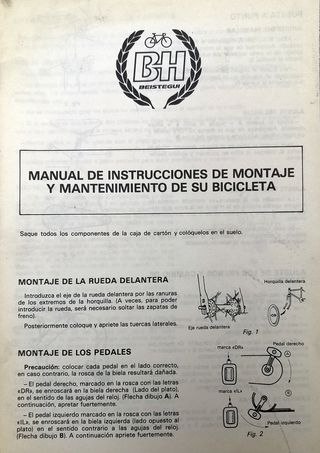 BH
BEISTEGUI
MANUAL DE INSTRUCCIONES DE MONTAJE
Y MANTENIMIENTO DE SU BICICLETA
Saque todos los componentes de la caja de cartón y colóquelos en el suelo.
MONTAJE DE LA RUEDA DELANTERA
Introduzca el eje de la rueda delantera por las ranuras
de los extremos de la horquilla. (A veces, para poder
introducir la rueda, será necesario soltar las zapatas de
freno).
Posteriormente coloque y apriete las tuercas laterales.
Horquilla delantera
Eje rueda delantera
Fig. 1
MONTAJE DE LOS PEDALES
Precaución: colocar cada pedal en el lado correcto,
en caso contrario, la rosca de la biela resultará dañada.
– El pedal derecho, marcado en la rosca con las letras
«DR», se enroscará en la biela derecha (Lado del plato),
en el sentido de las agujas del reloj. (Flecha dibujo A). A
continuación, apretar fuertemente.
– El pedal izquierdo marcado en la rosca con las letras
«IL», se enroscará en la biela izquierda (lado opuesto al
plato) en el sentido contrario a las agujas del reloj.
(Flecha dibujo B). A continuación apriete fuertemente.
marca «DR»
Pedal derecho
A
marca «IL»
B
Pedal izquierdo
Fig. 2